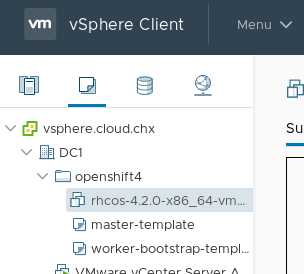 vm vSphere Client Menu
vsphere.cloud.chx
Su
DC1
openshift4
rhcos-4.2.0-x86_64-vm...
master-template
worker-bootstrap-templ...
VMware vCenter Server A